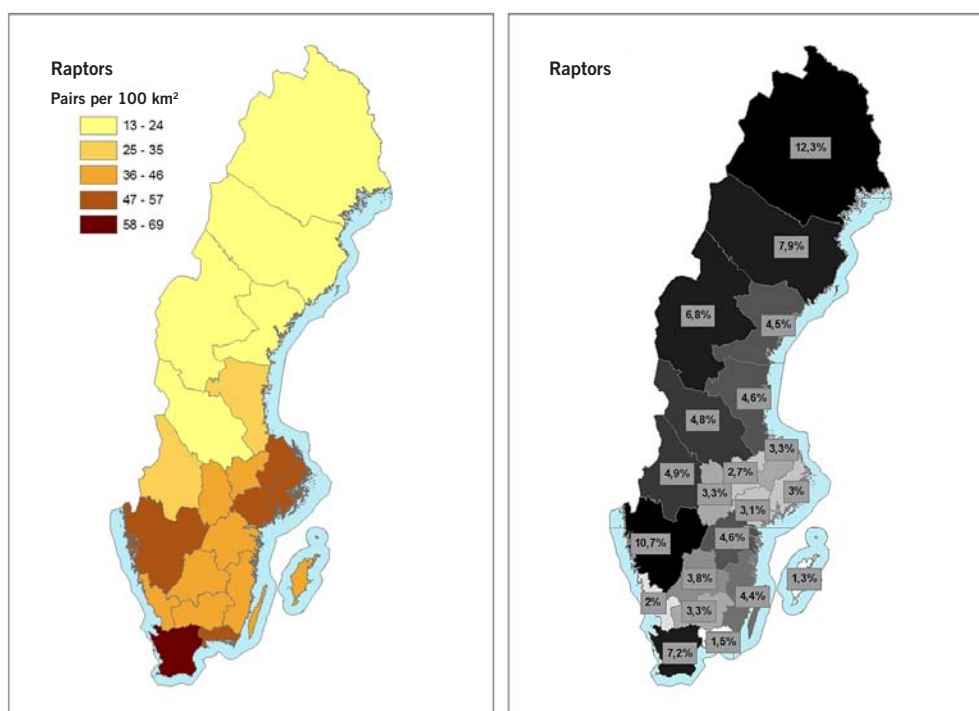 Raptors
Pairs per 100 km²
13 - 24
25 - 35
36 - 46
47 - 57
58 - 69
Raptors
12,3%
7,9%
6,8%
4,5%
4,6%
4,8%
3,3%
2,7%
4,9%
3,3%
3%
3,1%
10,7%
4,6%
3,8%
1,3%
2%
4,4%
3,3%
1,5%
7,2%